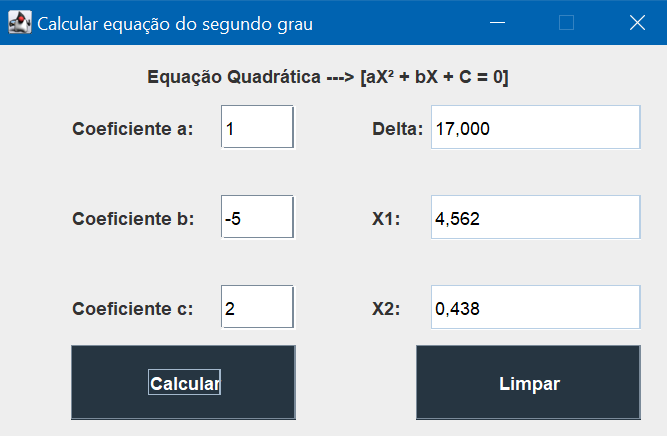 Calcular equação do segundo grau
Equação Quadrática ---> [aX² + bX + C = 0]
Coeficiente a: 1 Delta: 17,000
Coeficiente b: -5 X1: 4,562
Coeficiente c: 2 X2: 0,438
Calcular Limpar